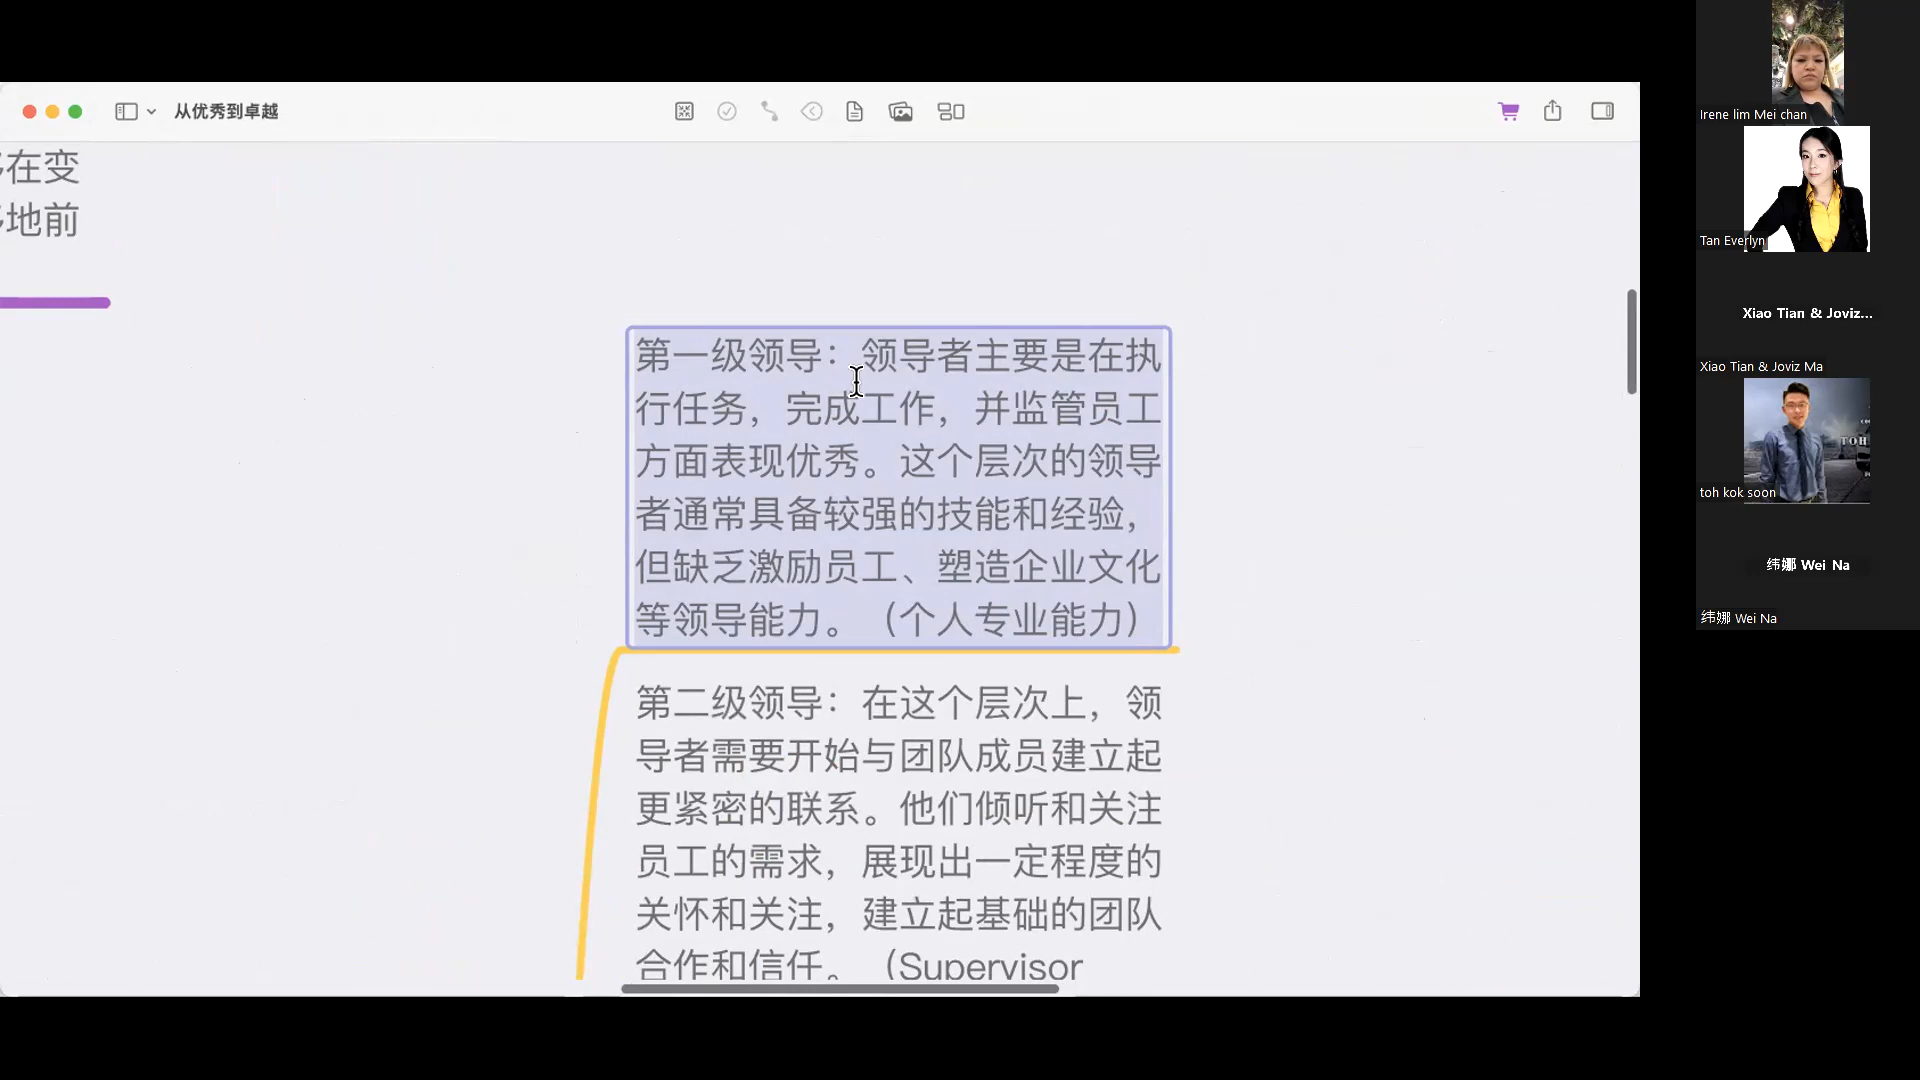 从优秀到卓越
在变
地前
第一级领导：领导者主要是在执
行任务，完成工作，并监管员工
方面表现优秀。这个层次的领导
者通常具备较强的技能和经验，
但缺乏激励员工、塑造企业文化
等领导能力。（个人专业能力）
第二级领导：在这个层次上，领
导者需要开始与团队成员建立起
更紧密的联系。他们倾听和关注
员工的需求，展现出一定程度的
关怀和关注，建立起基础的团队
合作和信任。（Supervisor
Irene lim Mei chan
Tan Everlyn
Xiao Tian & Joviz...
Xiao Tian & Joviz Ma
TOH
toh kok soon
纬娜 Wei Na
纬娜 Wei Na